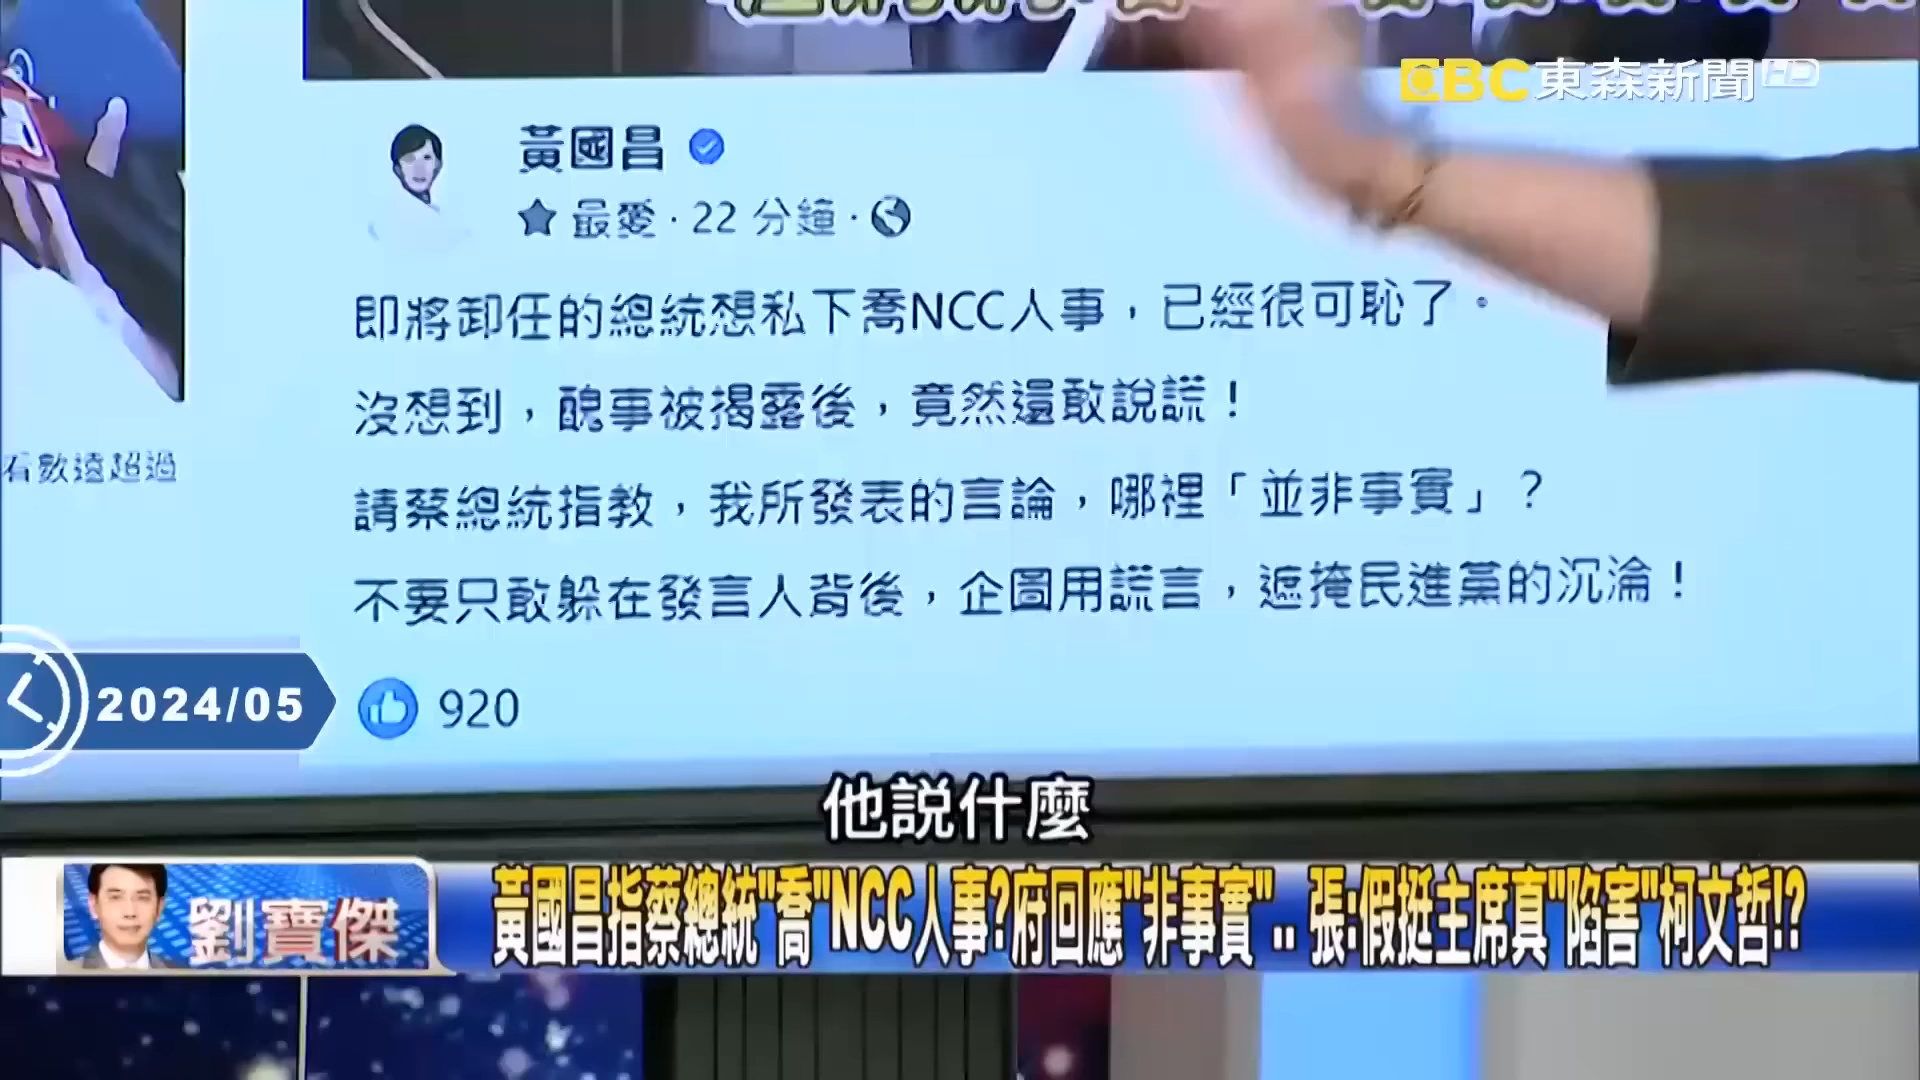 EBC東森新聞HD
黃國昌
最愛·22 分鐘·
即將卸任的總統想私下喬NCC人事，已經很可恥了。
沒想到，醜事被揭露後，竟然還敢說謊！
請蔡總統指教，我所發表的言論，哪裡「並非事實」？
不要只敢躲在發言人背後，企圖用謊言，遮掩民進黨的沉淪！
看數遠超過
2024/05
920
他説什麼
劉寶傑
黃國昌指蔡總統"喬"NCC人事?府回應"非事實".. 張:假挺主席真"陷害"柯文哲!?